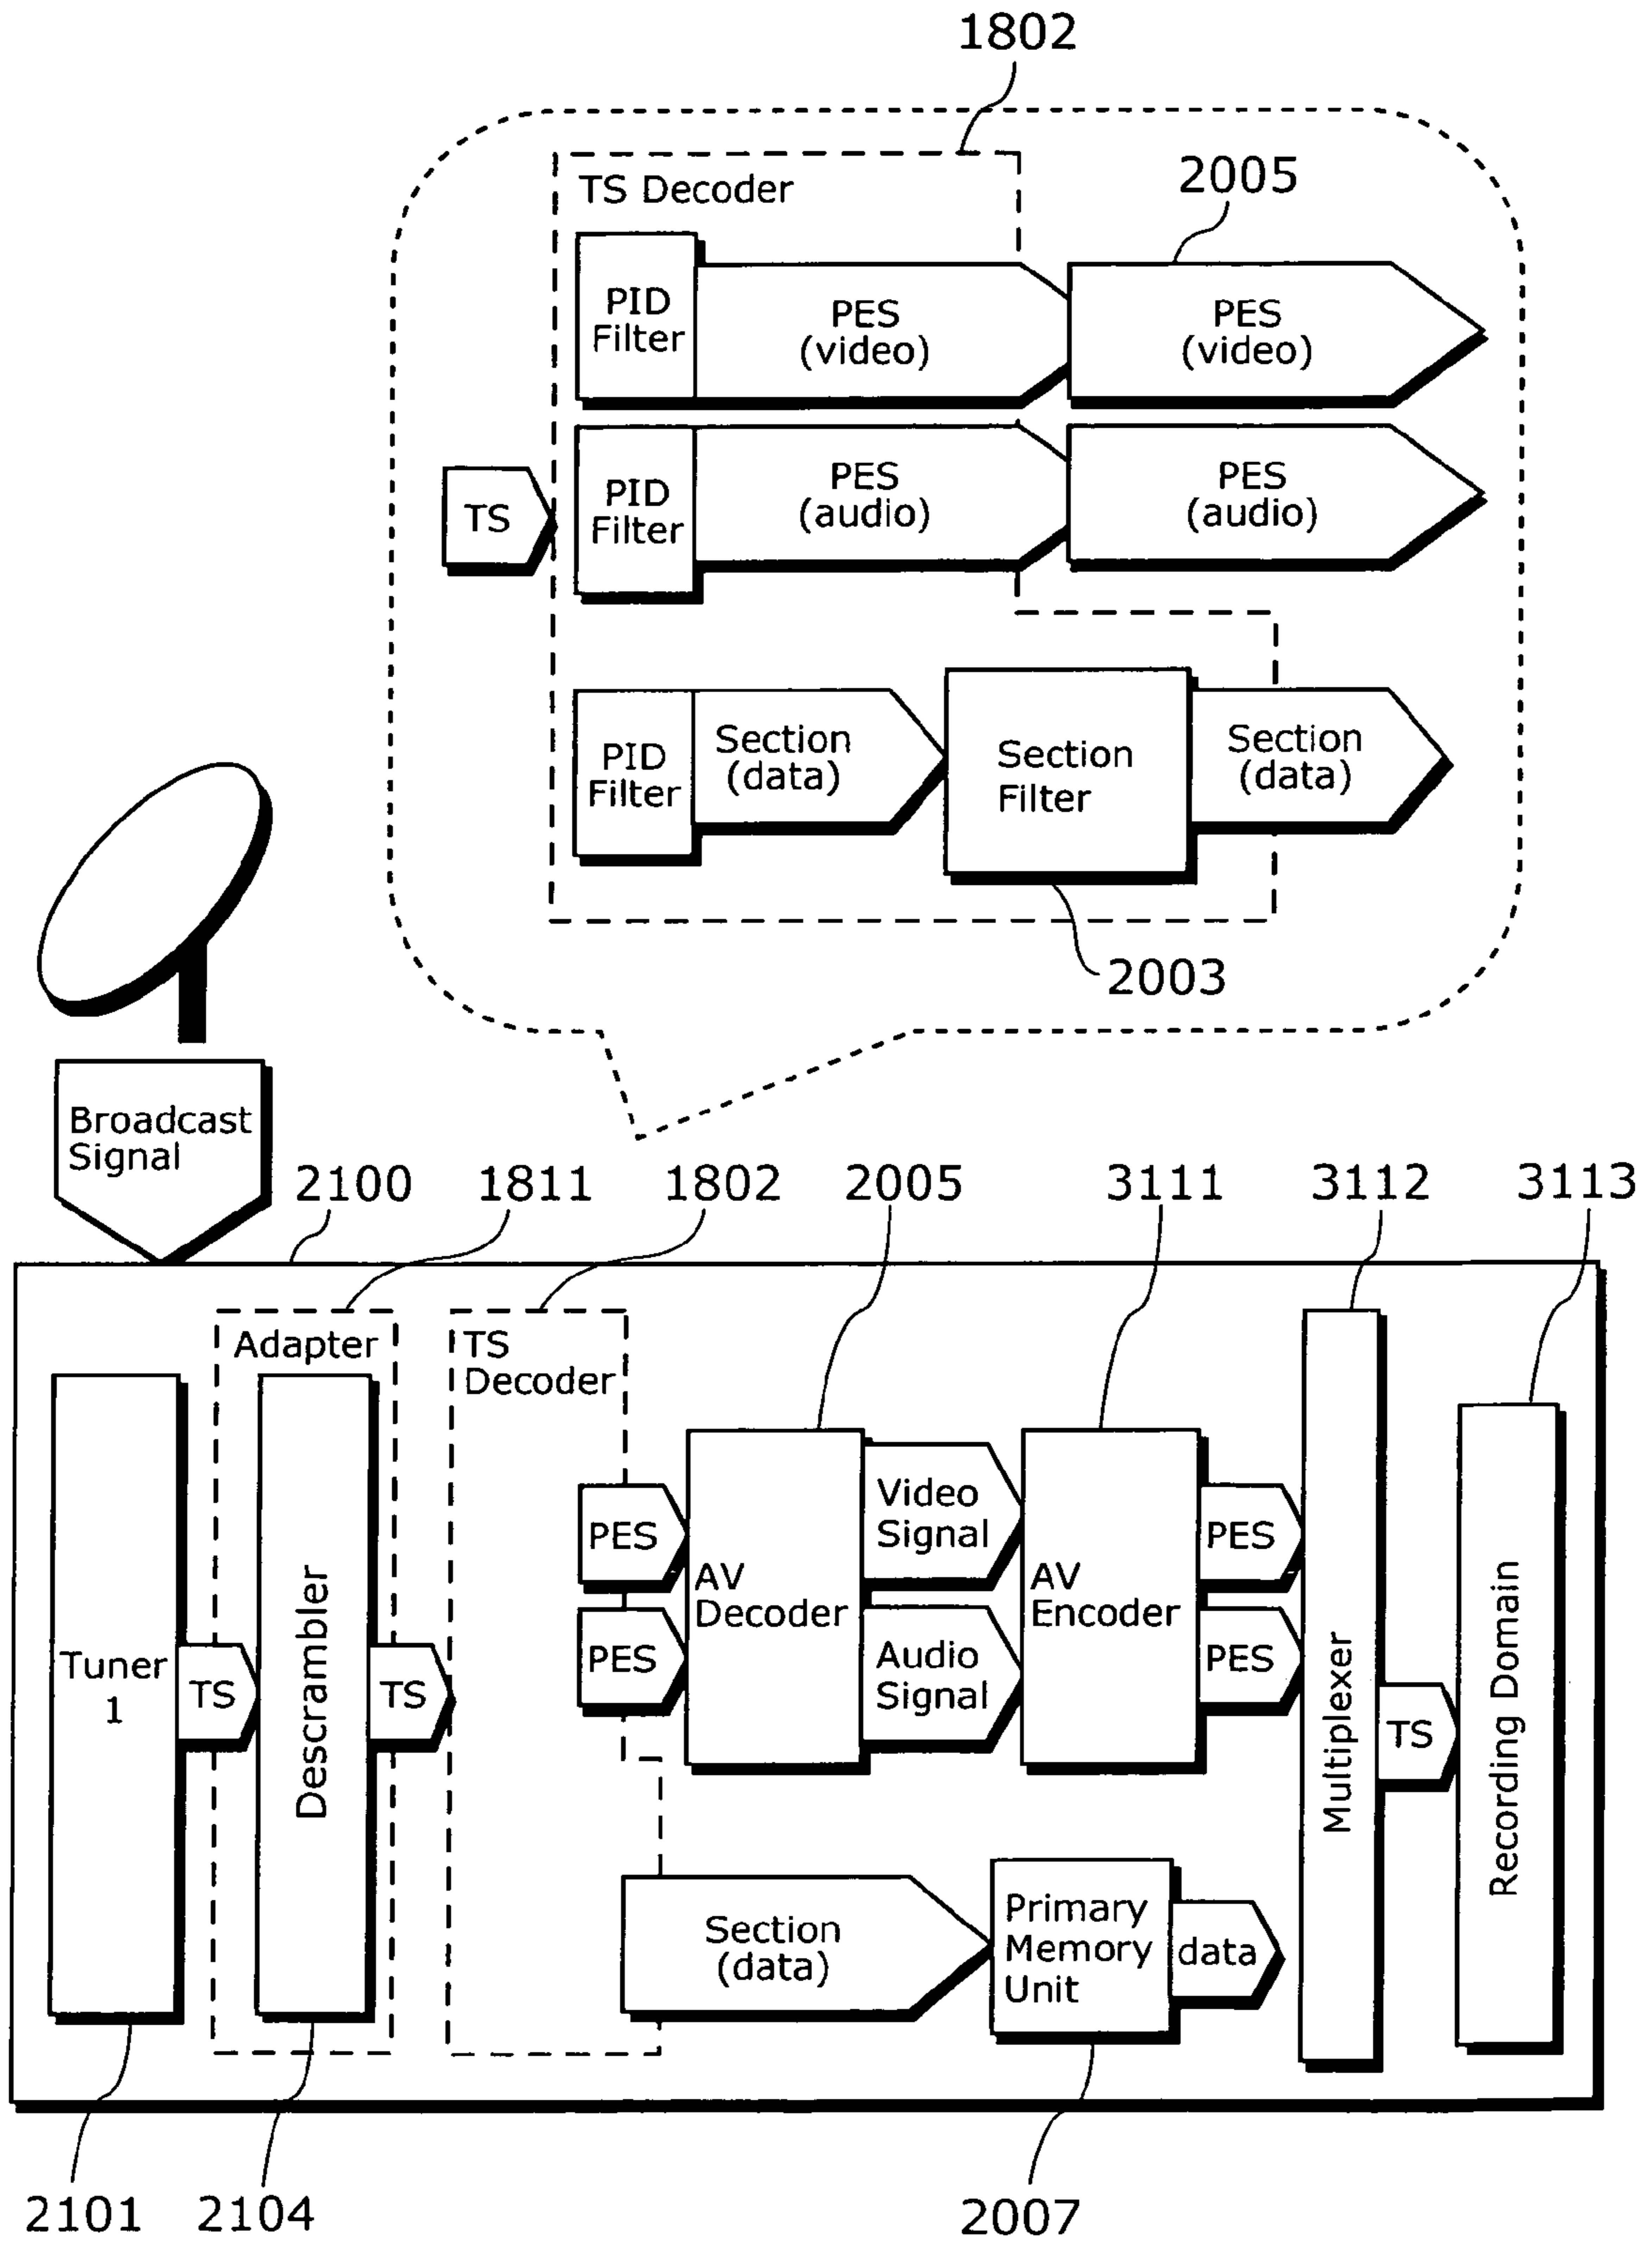 1802
TS Decoder
2005
PID
Filter
PES
(video)
PES
(video)
TS
PID
Filter
PES
(audio)
PES
(audio)
PID
Filter
Section
(data)
Section
Filter
Section
(data)
2003
Broadcast
Signal
2100
1811
1802
2005
3111
3112
3113
Adapter
TS
Decoder
Tuner
1
TS
Descrambler
TS
PES
PES
AV
Decoder
Video
Signal
Audio
Signal
AV
Encoder
PES
PES
Multiplexer
TS
Recording Domain
Section
(data)
Primary
Memory
Unit
data
2101
2104
2007